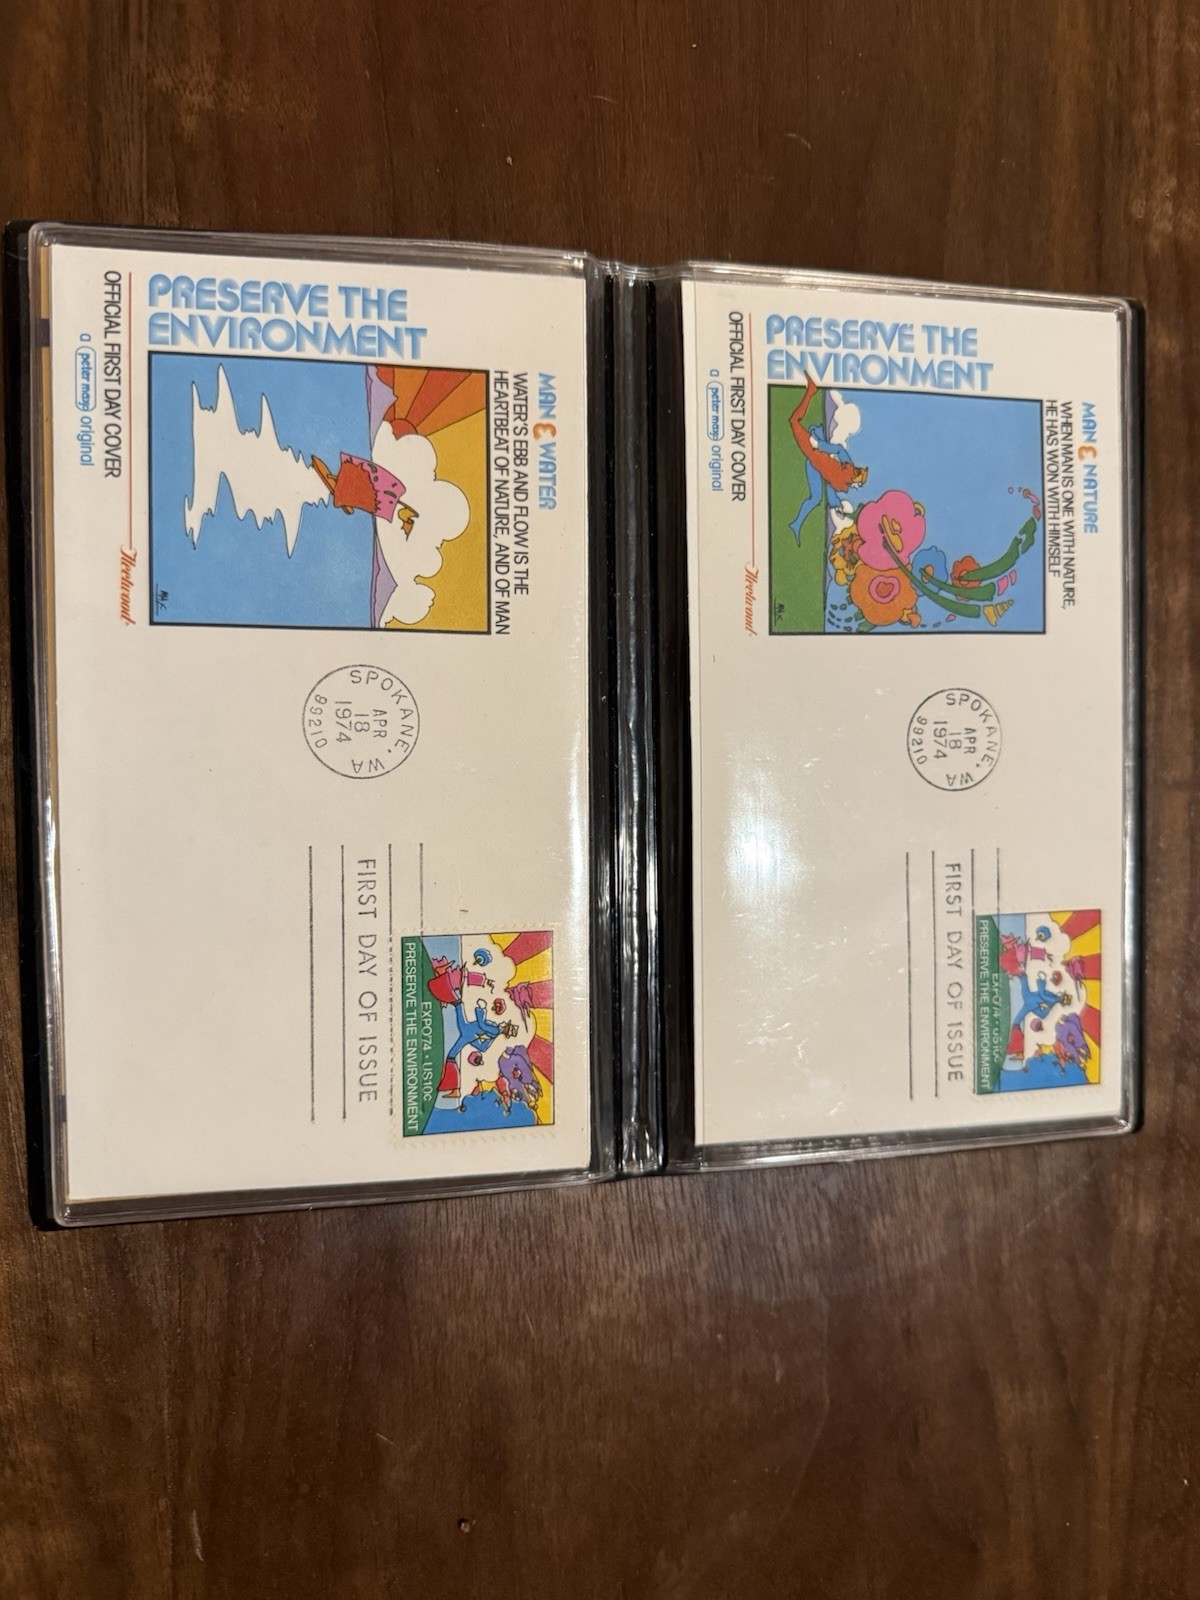 MAN & NATURE
WHEN MAN IS ONE WITH NATURE,
HE HAS WON WITH HIMSELF
PRESERVE THE
ENVIRONMENT
OFFICIAL FIRST DAY COVER
a peter max original
Fleetwood
SPOKANE, WA
APR
18
1974
99210
FIRST DAY OF ISSUE
EXPO74 • US10c
PRESERVE THE ENVIRONMENT
MAN & WATER
WATER'S EBB AND FLOW IS THE
HEARTBEAT OF NATURE, AND OF MAN
PRESERVE THE
ENVIRONMENT
OFFICIAL FIRST DAY COVER
a peter max original
Fleetwood
SPOKANE, WA
APR
18
1974
99210
FIRST DAY OF ISSUE
EXPO74 • US10c
PRESERVE THE ENVIRONMENT